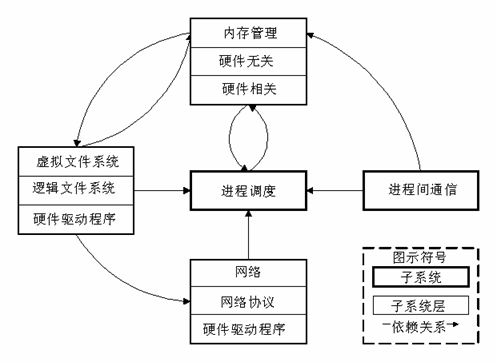 内存管理
硬件无关
硬件相关
虚拟文件系统
逻辑文件系统
硬件驱动程序
进程调度
进程间通信
网络
网络协议
硬件驱动程序
图示符号
子系统
子系统层
依赖关系